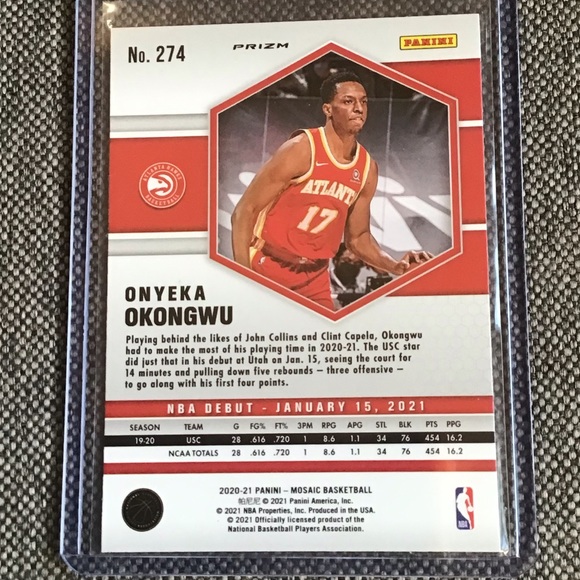 No. 274
PRIZM
PANINI
ATLANTA HAWKS
BASKETBALL
ATLANTA
17
ONYEKA
OKONGWU
Playing behind the likes of John Collins and Clint Capela, Okongwu
had to make the most of his playing time in 2020-21. The USC star
did just that in his debut at Utah on Jan. 15, seeing the court for
14 minutes and pulling down five rebounds – three offensive –
to go along with his first four points.
NBA DEBUT - JANUARY 15, 2021
SEASON TEAM G FG% FT% 3PM RPG APG STL BLK PTS PPG
19-20 USC 28 .616 .720 1 8.6 1.1 34 76 454 16.2
NCAA TOTALS 28 .616 .720 1 8.6 1.1 34 76 454 16.2
2020-21 PANINI – MOSAIC BASKETBALL
帕尼尼 © 2021 Panini America, Inc.
© 2021 NBA Properties, Inc. Produced in the USA.
© 2021 Officially licensed product of the
National Basketball Players Association.
NBA